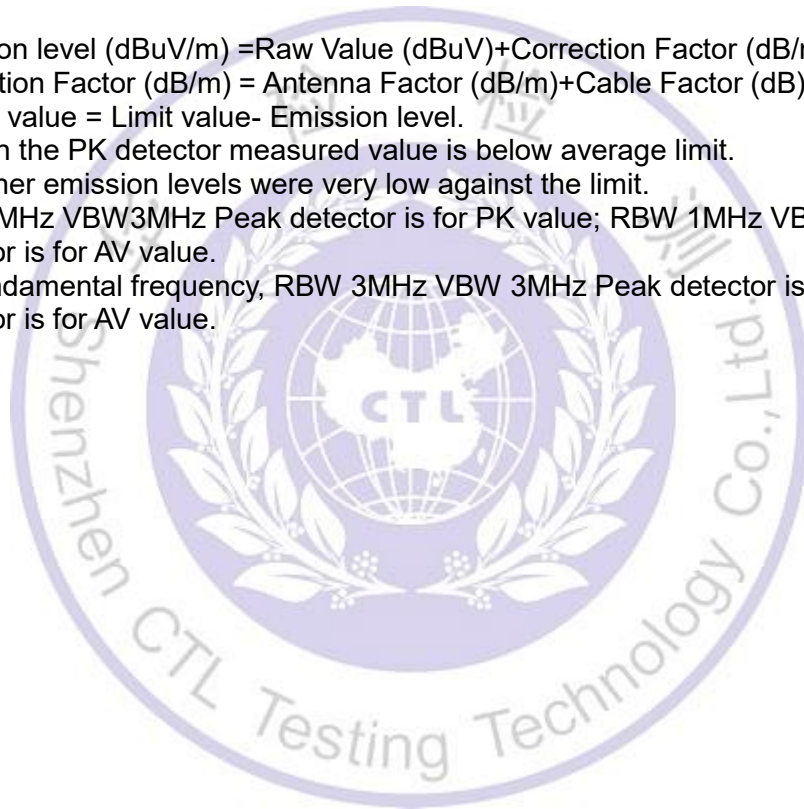 on level (dBuV/m) =Raw Value (dBuV)+Correction Factor (dB/m
tion Factor (dB/m) = Antenna Factor (dB/m)+Cable Factor (dB)
value = Limit value- Emission level.
n the PK detector measured value is below average limit.
her emission levels were very low against the limit.
MHz VBW3MHz Peak detector is for PK value; RBW 1MHz VB
or is for AV value.
ndamental frequency, RBW 3MHz VBW 3MHz Peak detector is
or is for AV value.
检 检 测
CTL
Shenzhen CTL Testing Technology Co., Ltd.